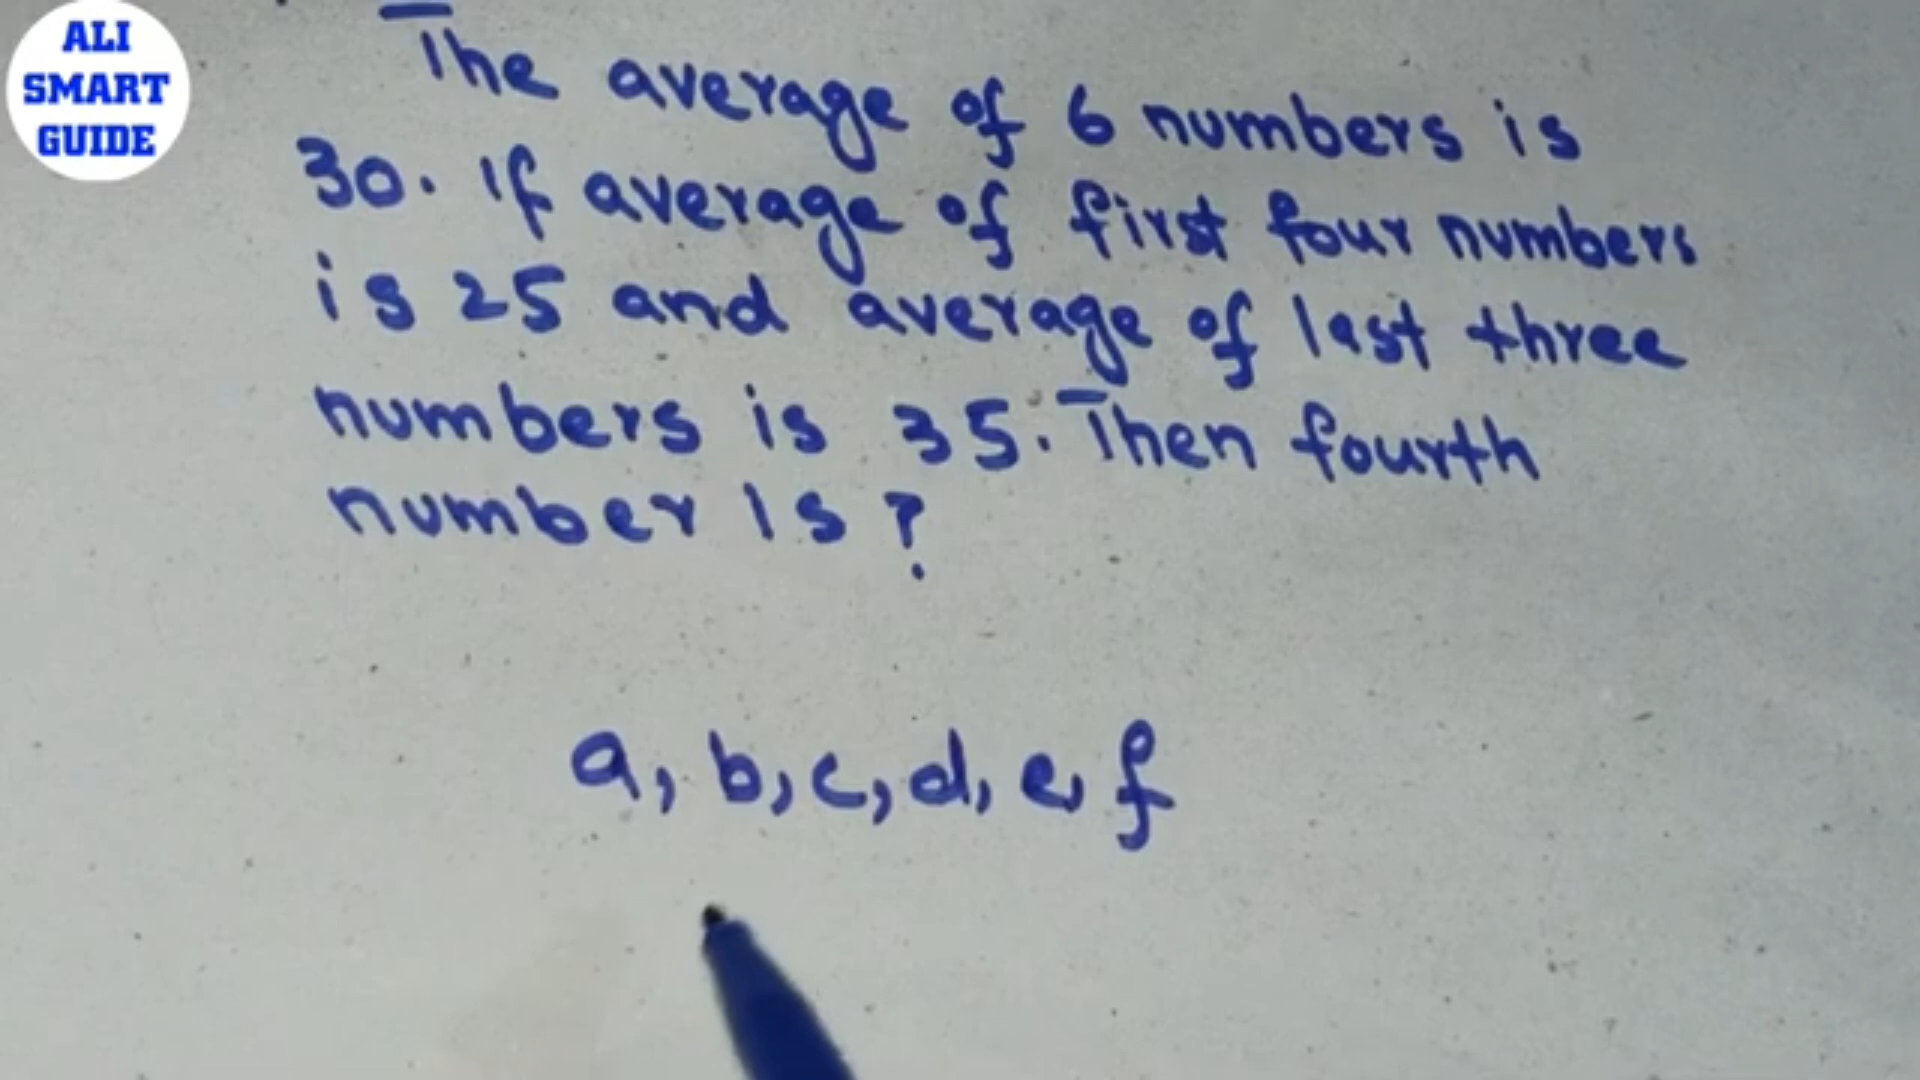 ALI
SMART
GUIDE
The average of 6 numbers is
30. If average of first four numbers
is 25 and average of last three
numbers is 35. Then fourth
number is ?
a, b, c, d, e, f